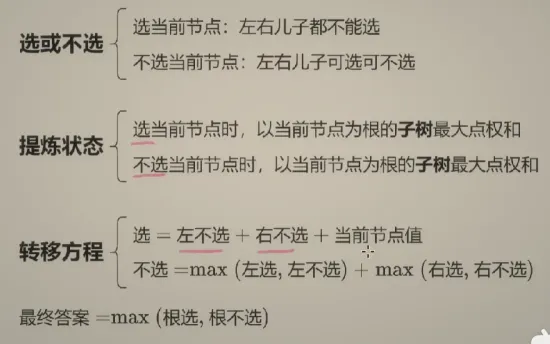 选或不选
选当前节点：左右儿子都不能选
不选当前节点：左右儿子可选可不选
提炼状态
选当前节点时，以当前节点为根的子树最大点权和
不选当前节点时，以当前节点为根的子树最大点权和
转移方程
选 = 左不选 + 右不选 + 当前节点值
不选 =max (左选, 左不选) + max (右选, 右不选)
最终答案 =max (根选, 根不选)